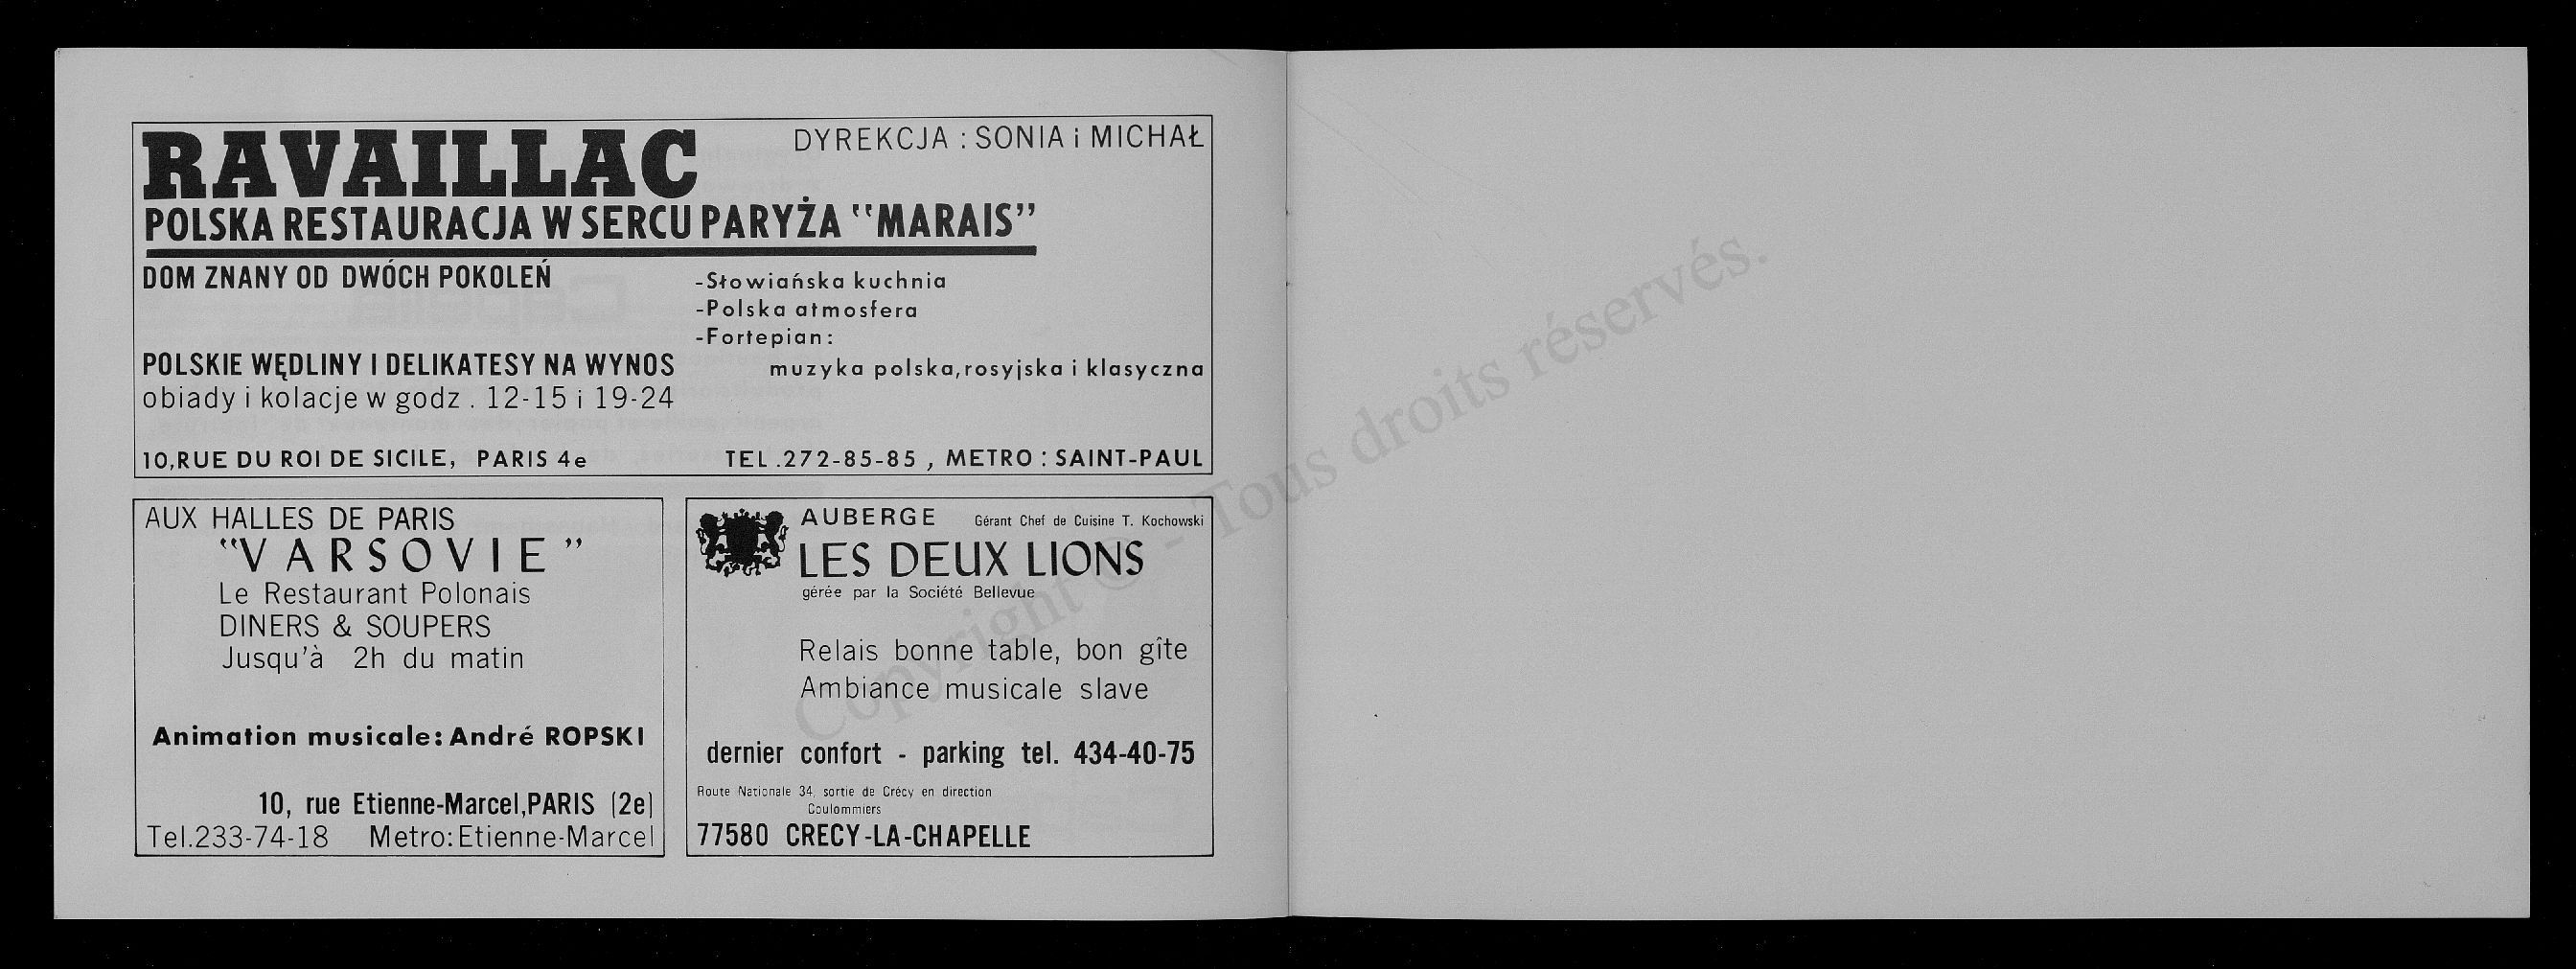 RAVAILLAC
DYREKCJA : SONIA i MICHAŁ
POLSKA RESTAURACJA W SERCU PARYŻA "MARAIS"
DOM ZNANY OD DWÓCH POKOLEŃ
-Słowiańska kuchnia
-Polska atmosfera
-Fortepian:
muzyka polska, rosyjska i klasyczna
POLSKIE WĘDLINY I DELIKATESY NA WYNOS
obiady i kolacje w godz . 12-15 i 19-24
10,RUE DU ROI DE SICILE, PARIS 4e
TEL .272-85-85 , METRO : SAINT-PAUL
AUX HALLES DE PARIS
"VARSOVIE"
Le Restaurant Polonais
DINERS & SOUPERS
Jusqu'à 2h du matin
Animation musicale: André ROPSKI
10, rue Etienne-Marcel,PARIS (2e)
Tel.233-74-18 Metro: Etienne-Marcel
AUBERGE
Gérant Chef de Cuisine T. Kochowski
LES DEUX LIONS
gérée par la Société Bellevue
Relais bonne table, bon gîte
Ambiance musicale slave
dernier confort - parking tel. 434-40-75
Route Nationale 34, sortie de Crécy en direction
Coulommiers
77580 CRECY-LA-CHAPELLE
Copyright © - Tous droits réservés.